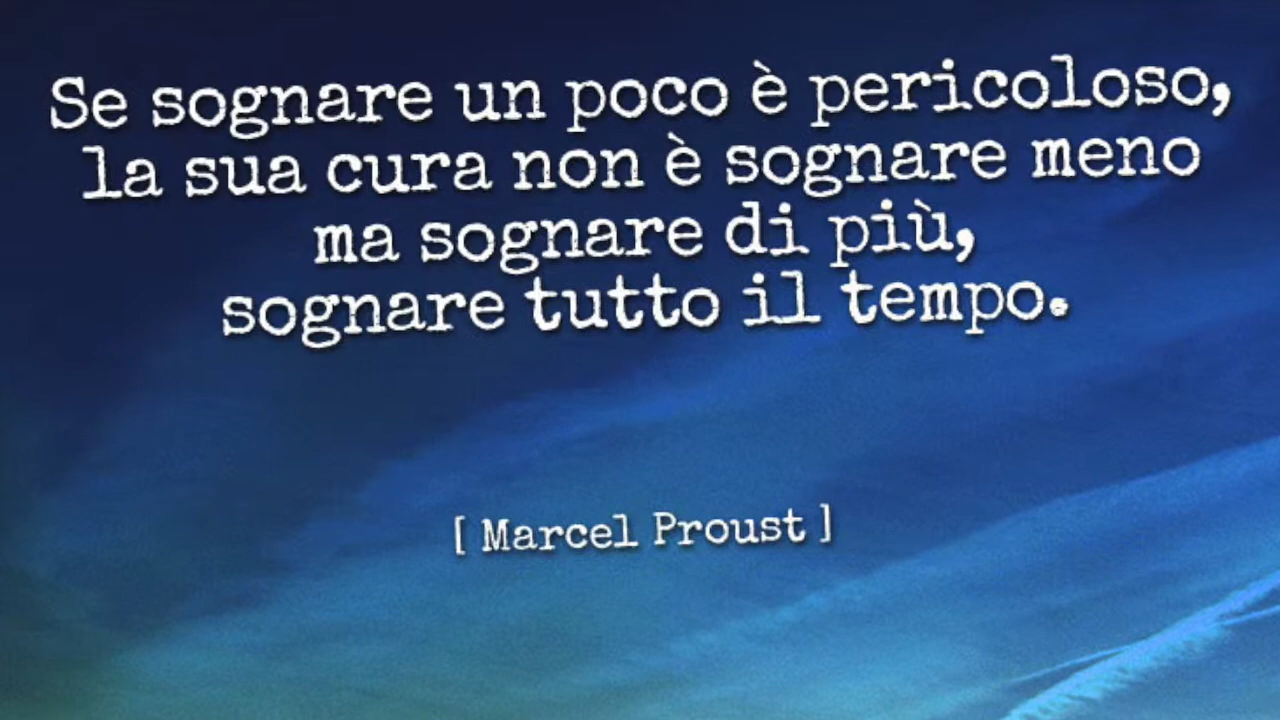 Se sognare un poco è pericoloso,
la sua cura non è sognare meno
ma sognare di più,
sognare tutto il tempo.
[ Marcel Proust ]